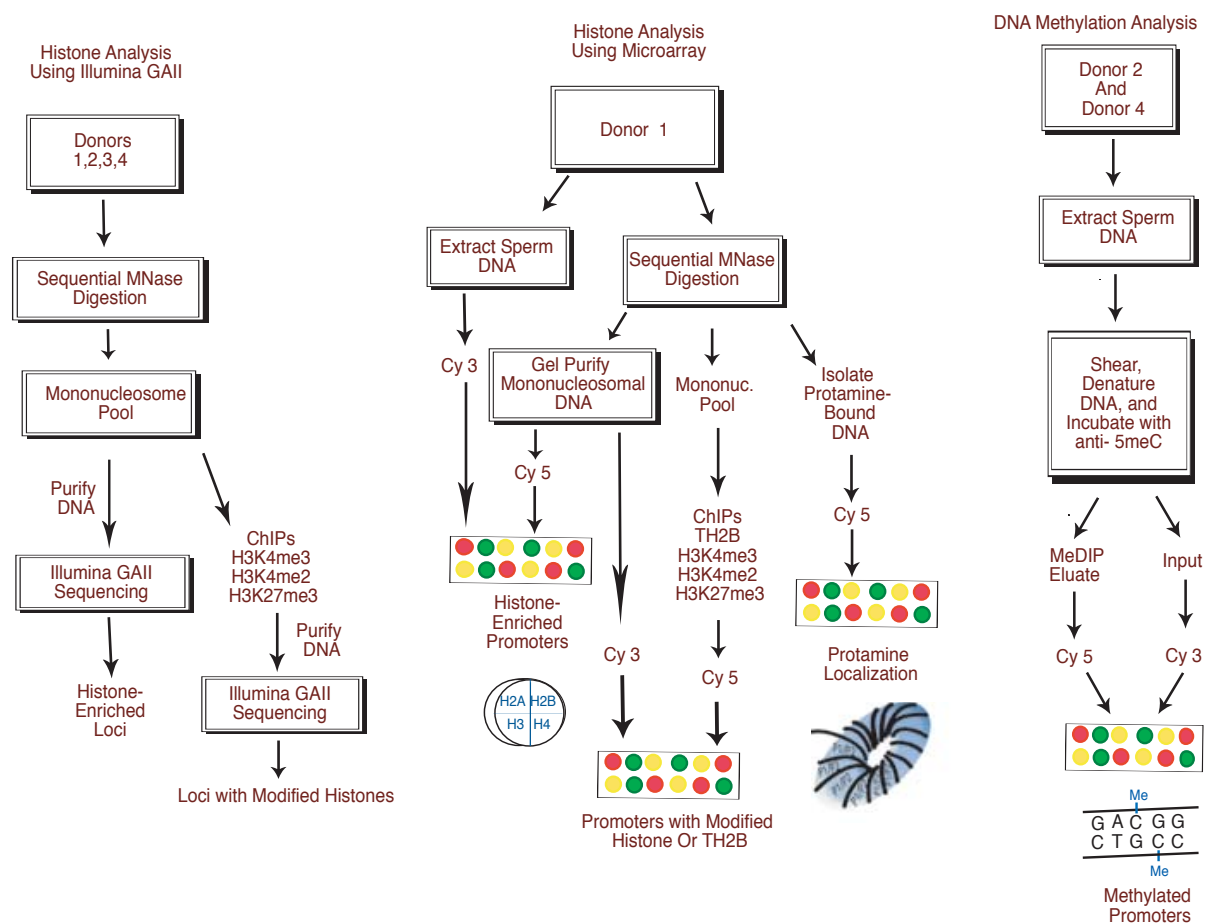 Histone Analysis
Using Illumina GAII
Donors
1,2,3,4
Sequential MNase
Digestion
Mononucleosome
Pool
Purify
DNA
Illumina GAII
Sequencing
Histone-
Enriched
Loci
ChIPs
H3K4me3
H3K4me2
H3K27me3
Purify
DNA
Illumina GAII
Sequencing
Loci with Modified Histones
Histone Analysis
Using Microarray
Donor 1
Extract Sperm
DNA
Cy 3
Sequential MNase
Digestion
Gel Purify
Mononucleosomal
DNA
Cy 5
Histone-
Enriched
Promoters
H2A H2B
H3 H4
Cy 3
Mononuc.
Pool
ChIPs
TH2B
H3K4me3
H3K4me2
H3K27me3
Cy 5
Promoters with Modified
Histone Or TH2B
Isolate
Protamine-
Bound
DNA
Cy 5
Protamine
Localization
DNA Methylation Analysis
Donor 2
And
Donor 4
Extract Sperm
DNA
Shear,
Denature
DNA, and
Incubate with
anti- 5meC
MeDIP
Eluate
Cy 5
Input
Cy 3
Me
G A C G G
C T G C C
Me
Methylated
Promoters